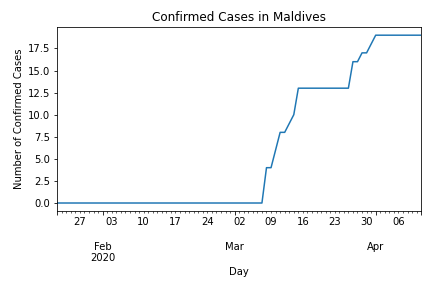 Confirmed Cases in Maldives
Number of Confirmed Cases
17.5
15.0
12.5
10.0
7.5
5.0
2.5
0.0
27 03 10 17 24 02 09 16 23 30 06
Feb Mar Apr
2020
Day